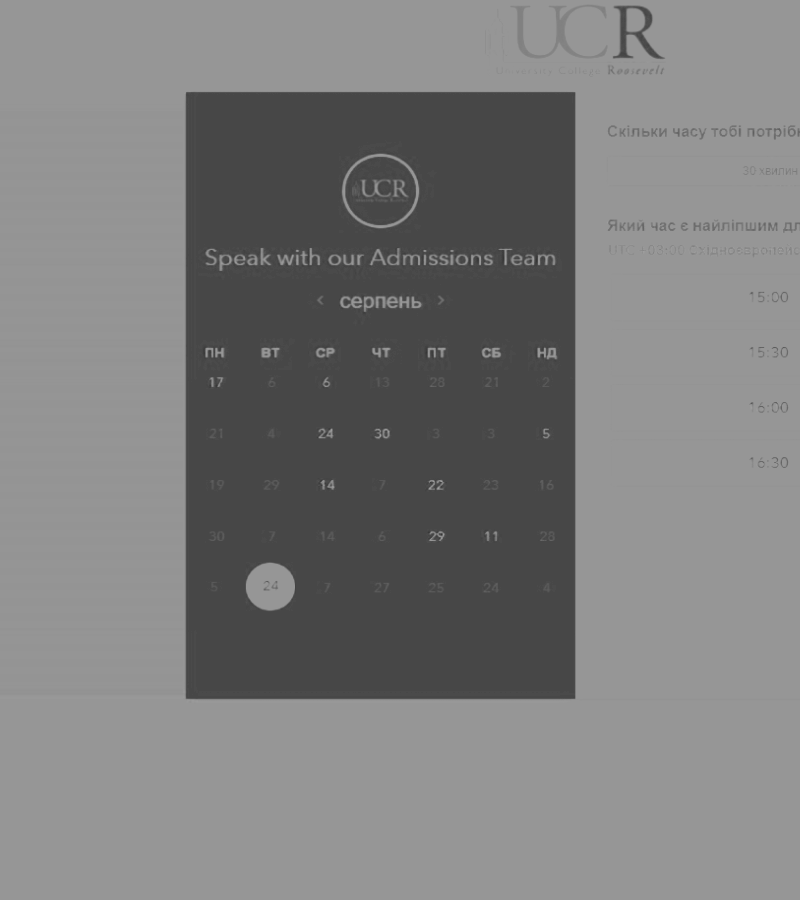 UCR
University College Roosevelt
UCR
Speak with our Admissions Team
< серпень >
ПН ВТ СР ЧТ ПТ СБ НД
17 6 6 13 28 21 2
21 4 24 30 3 3 5
19 29 14 7 22 23 16
30 7 14 6 29 11 28
5 24 7 27 25 24 4
Скільки часу тобі потрібн
30 хвилин
Який час є найліпшим дл
UTC +03:00 Східноєвропейс
15:00
15:30
16:00
16:30